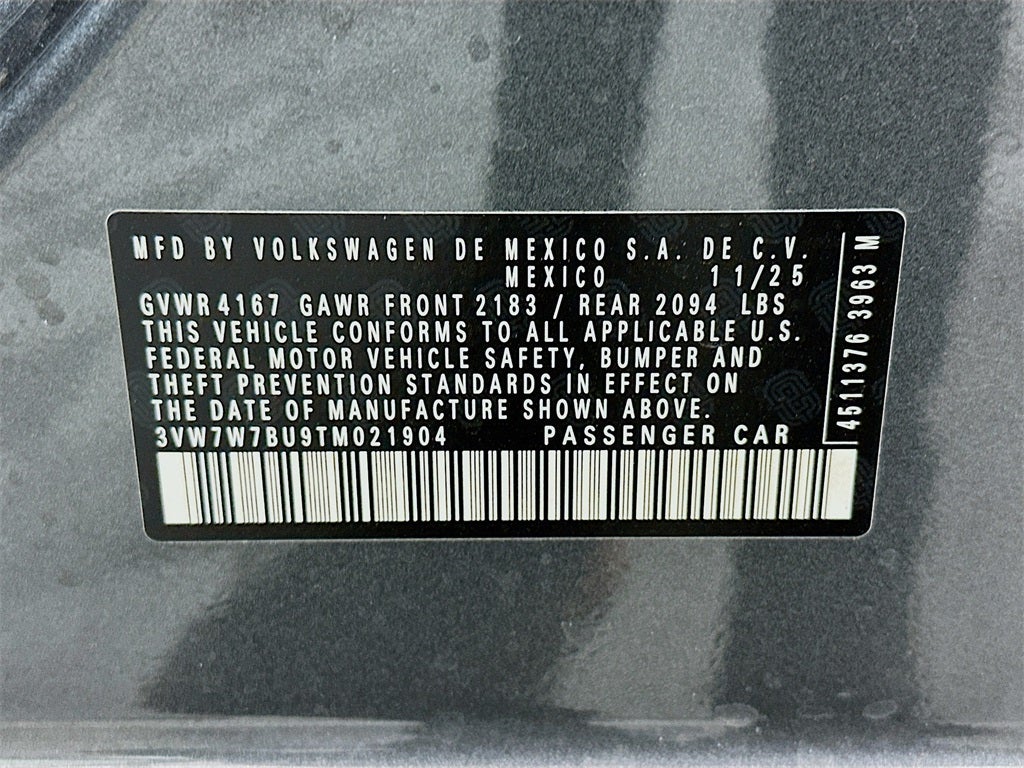 MFD BY VOLKSWAGEN DE MEXICO S.A. DE C.V.
MEXICO 11/25
GVWR 4167 GAWR FRONT 2183 / REAR 2094 LBS
THIS VEHICLE CONFORMS TO ALL APPLICABLE U.S.
FEDERAL MOTOR VEHICLE SAFETY, BUMPER AND
THEFT PREVENTION STANDARDS IN EFFECT ON
THE DATE OF MANUFACTURE SHOWN ABOVE.
3VW7W7BU9TM021904 PASSENGER CAR
4511376 3963 M